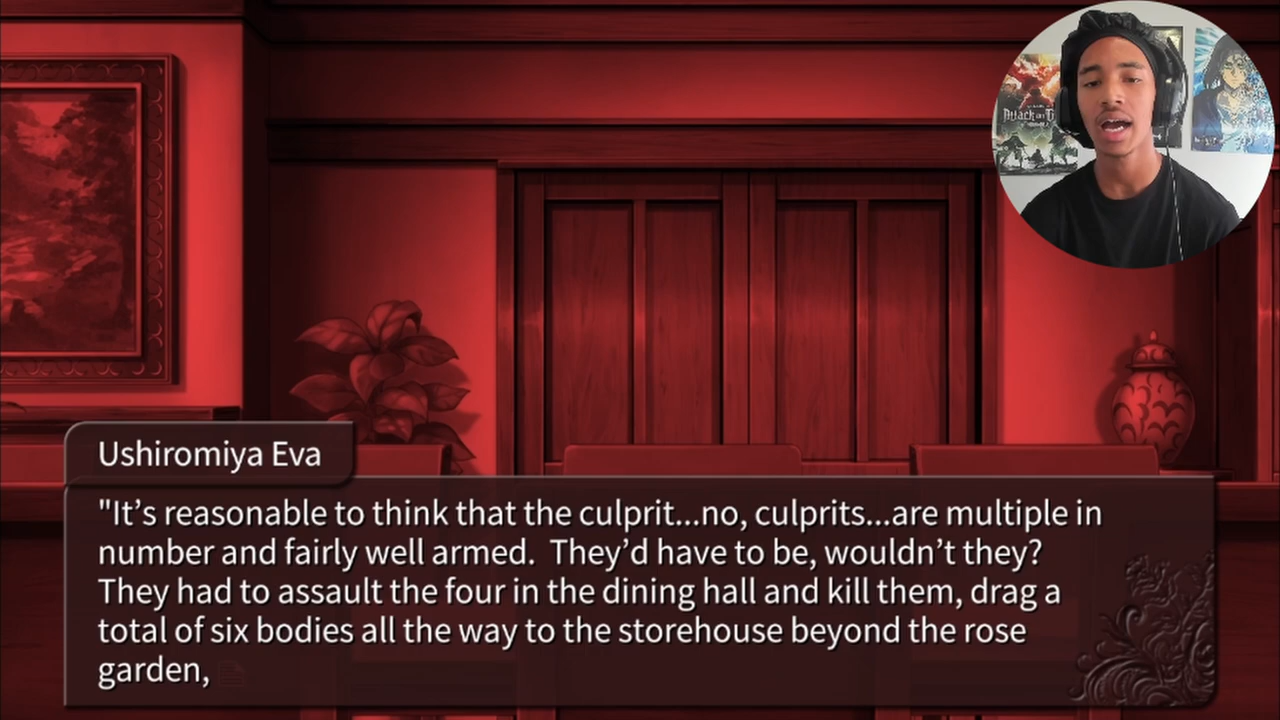 Attack on T
Ushiromiya Eva
"It’s reasonable to think that the culprit...no, culprits...are multiple in
number and fairly well armed.  They’d have to be, wouldn’t they?
They had to assault the four in the dining hall and kill them, drag a
total of six bodies all the way to the storehouse beyond the rose
garden,